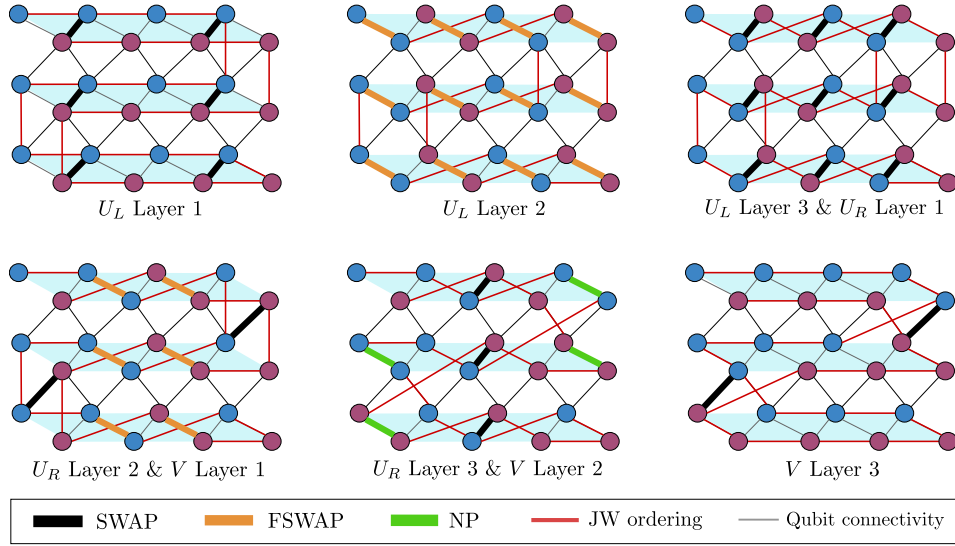 $U_L$ Layer 1
$U_L$ Layer 2
$U_L$ Layer 3 & $U_R$ Layer 1
$U_R$ Layer 2 & $V$ Layer 1
$U_R$ Layer 3 & $V$ Layer 2
$V$ Layer 3
SWAP FSWAP NP JW ordering Qubit connectivity